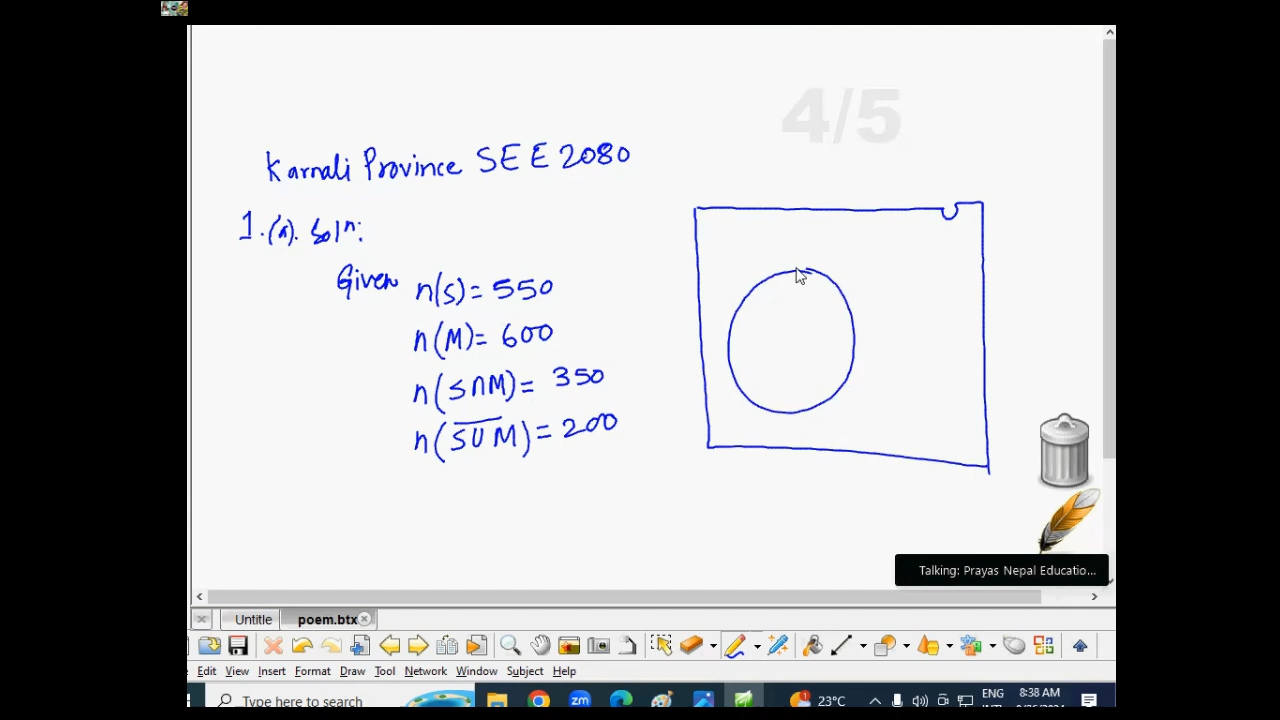 4/5
Karnali Province SEE 2080
1.(a). Solⁿ:
Given n(S) = 550
n(M) = 600
n(S∩M) = 350
n(S̅U̅M̅) = 200
Talking: Prayas Nepal Educatio...
Untitle poem.btx
Edit View Insert Format Draw Tool Network Window Subject Help
Type here to search
zm
1
23°C
ENG
8:38 AM